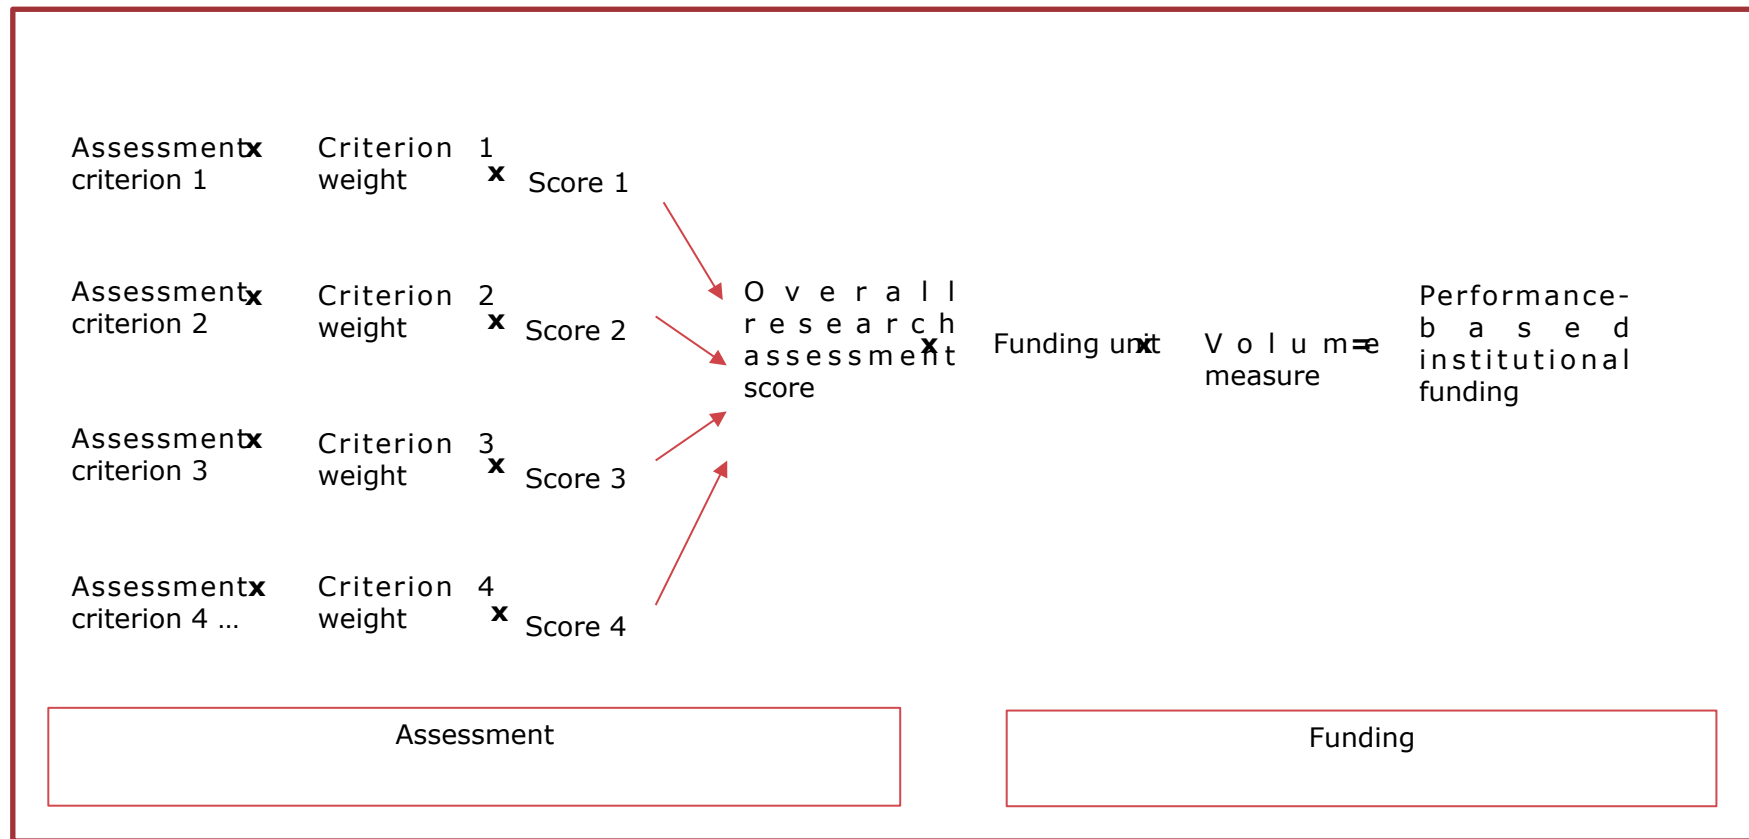 Assessment x Criterion 1
criterion 1 weight x Score 1
Assessment x Criterion 2
criterion 2 weight x Score 2
Overall
research
assessment
score
x
Funding unit
x
Volume
measure
=
Performance-
based
institutional
funding
Assessment x Criterion 3
criterion 3 weight x Score 3
Assessment x Criterion 4
criterion 4 … weight x Score 4
Assessment
Funding